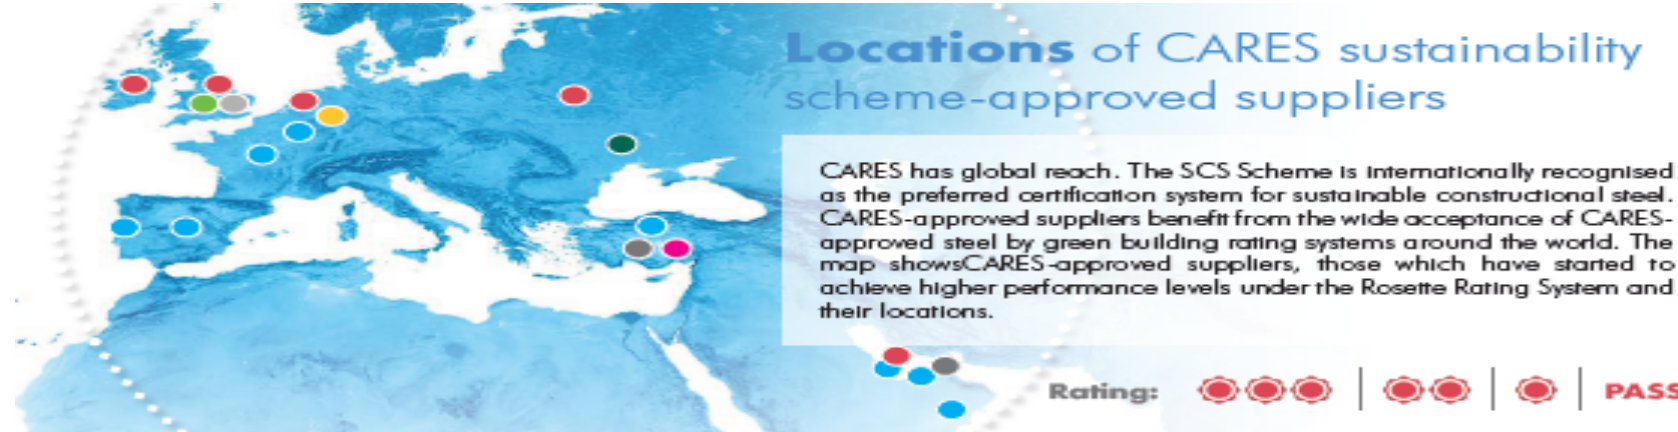 Locations of CARES sustainability
scheme-approved suppliers
CARES has global reach. The SCS Scheme is internationally recognised
as the preferred certification system for sustainable constructional steel.
CARES-approved suppliers benefit from the wide acceptance of CARES-
approved steel by green building rating systems around the world. The
map showsCARES-approved suppliers, those which have started to
achieve higher performance levels under the Rosette Rating System and
their locations.
Rating:
PASS